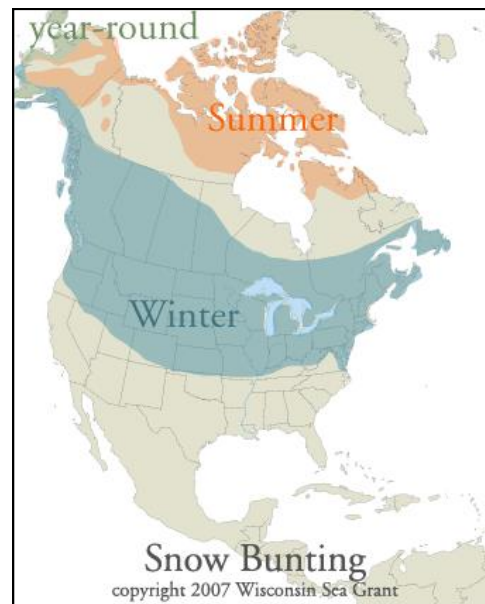 year-round
Summer
Winter
Snow Bunting
copyright 2007 Wisconsin Sea Grant